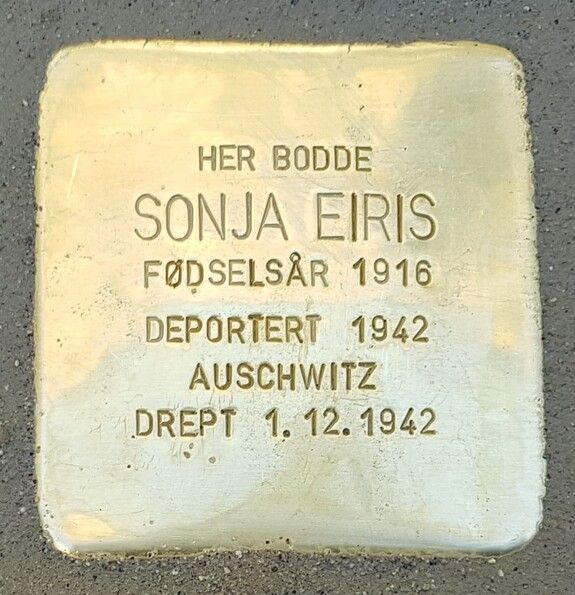 HER BODDE
SONJA EIRIS
FØDSELSÅR 1916
DEPORTERT 1942
AUSCHWITZ
DREPT 1.12.1942